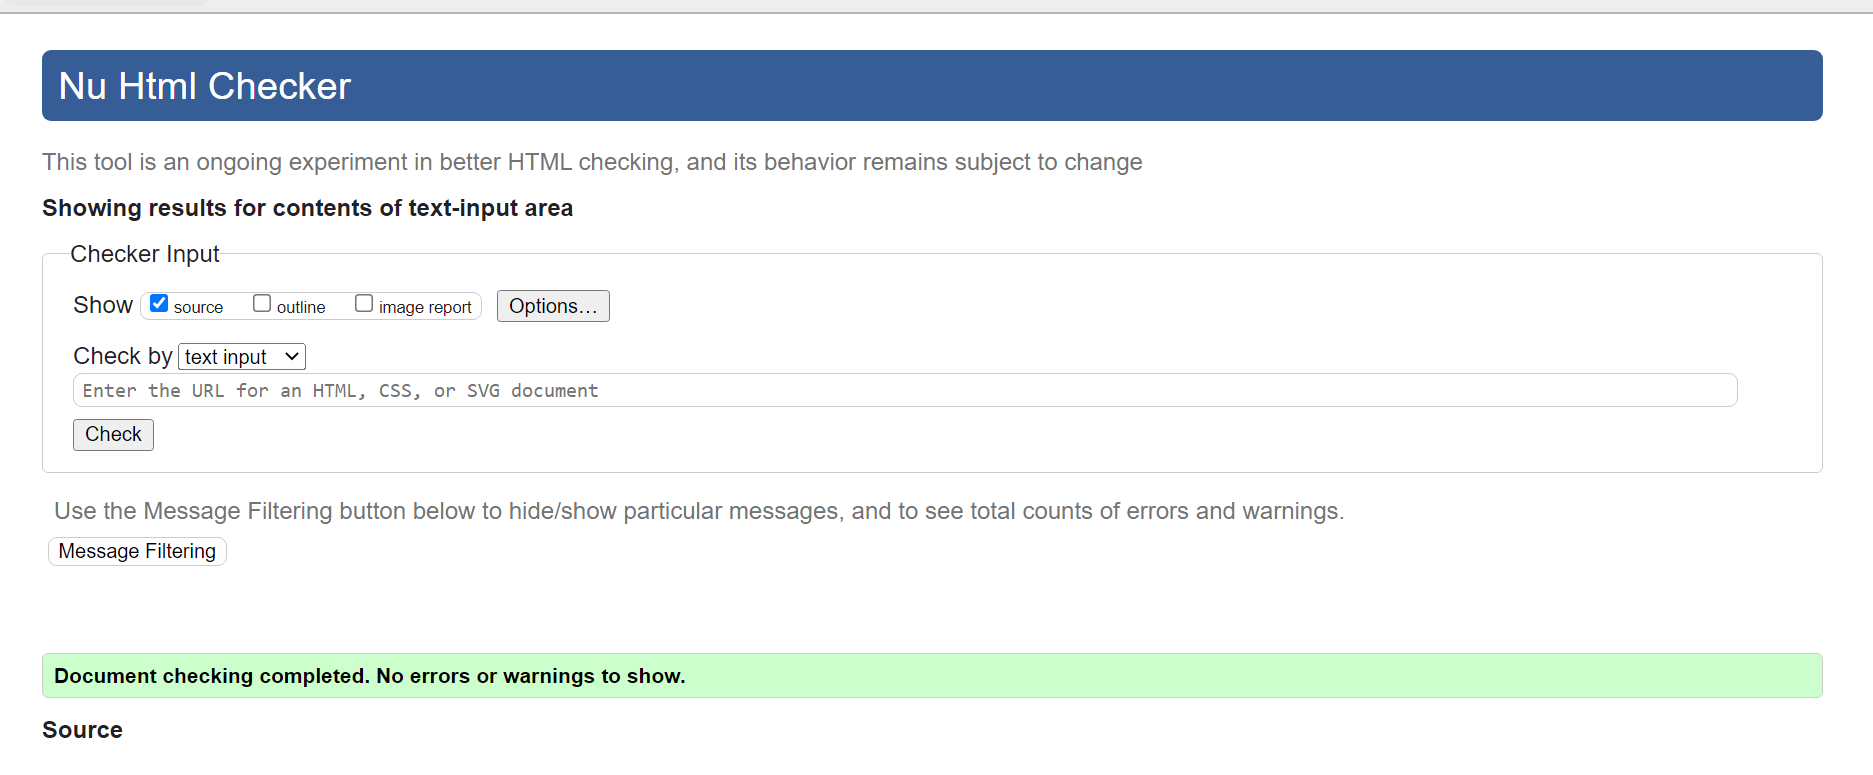 Nu Html Checker
This tool is an ongoing experiment in better HTML checking, and its behavior remains subject to change
Showing results for contents of text-input area
Checker Input
Show source outline image report Options...
Check by text input
Enter the URL for an HTML, CSS, or SVG document
Check
Use the Message Filtering button below to hide/show particular messages, and to see total counts of errors and warnings.
Message Filtering
Document checking completed. No errors or warnings to show.
Source